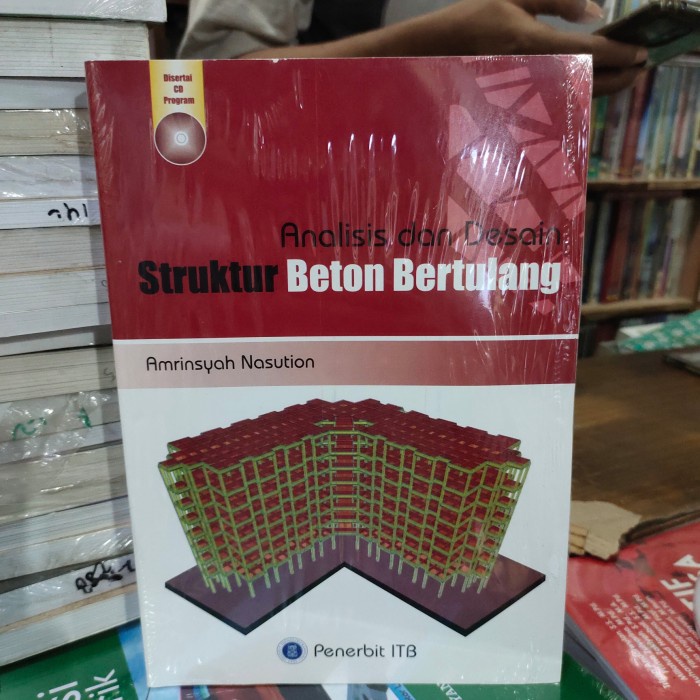 Disertai
CD
Program
Analisis dan Desain
Struktur Beton Bertulang
Amrinsyah Nasution
Penerbit ITB